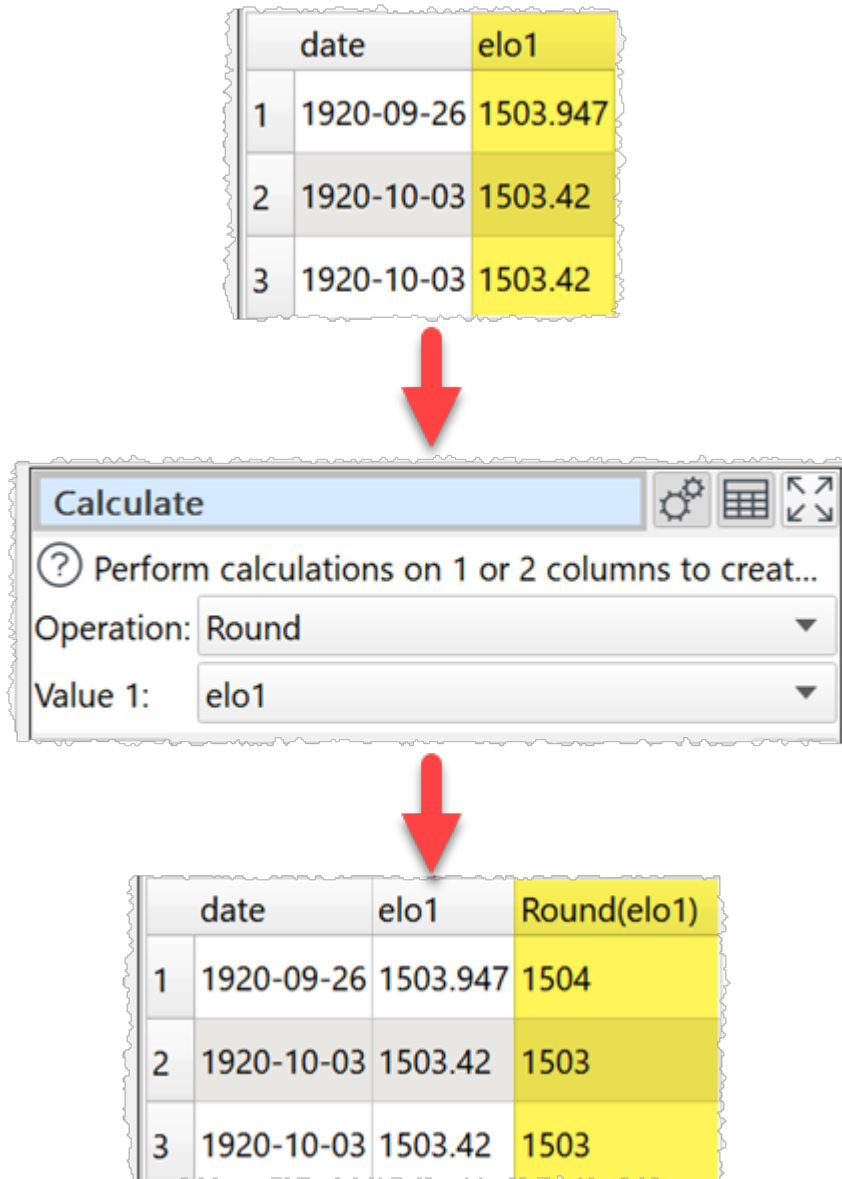 date elo1
1 1920-09-26 1503.947
2 1920-10-03 1503.42
3 1920-10-03 1503.42
Calculate
? Perform calculations on 1 or 2 columns to creat...
Operation: Round
Value 1: elo1
date elo1 Round(elo1)
1 1920-09-26 1503.947 1504
2 1920-10-03 1503.42 1503
3 1920-10-03 1503.42 1503